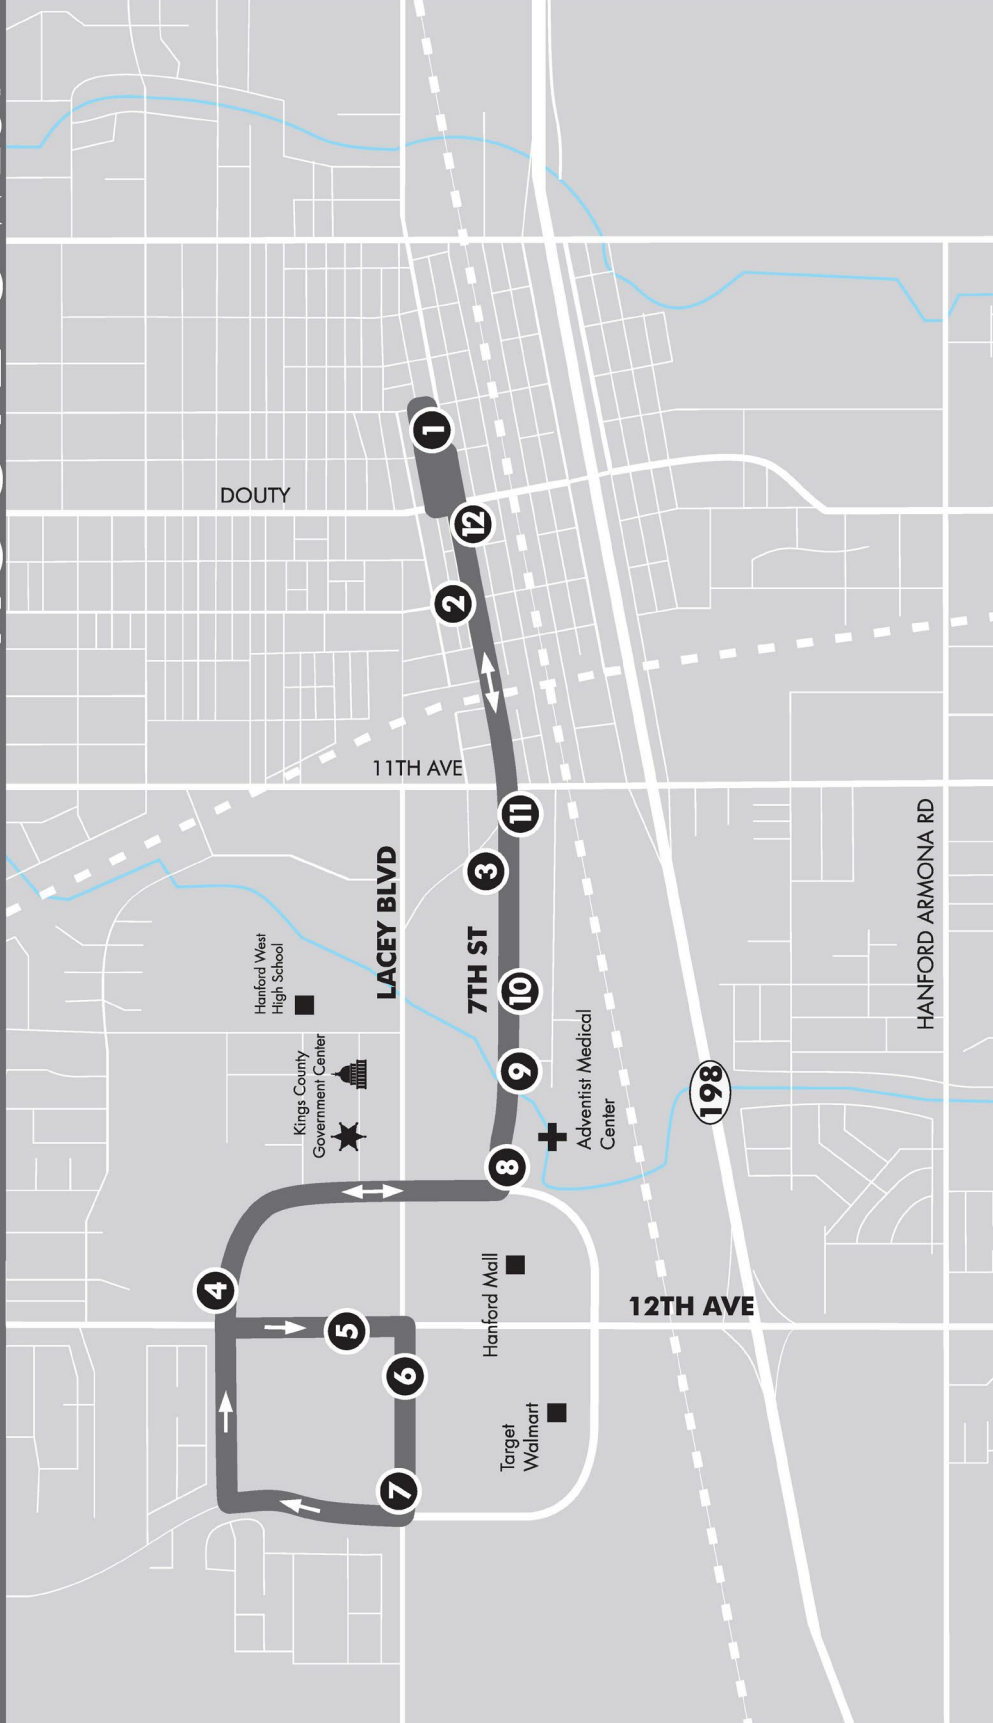 DOUTY
11TH AVE
LACEY BLVD
7TH ST
Hanford West
High School
Kings County
Government Center
Adventist Medical
Center
Hanford Mall
Target
Walmart
12TH AVE
198
HANFORD ARMONA RD
1
12
2
11
3
10
9
8
4
5
6
7